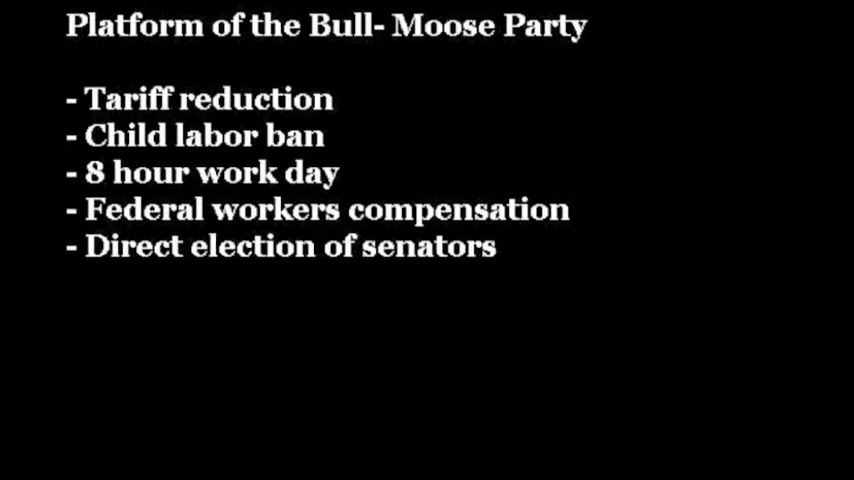 Platform of the Bull- Moose Party
- Tariff reduction
- Child labor ban
- 8 hour work day
- Federal workers compensation
- Direct election of senators